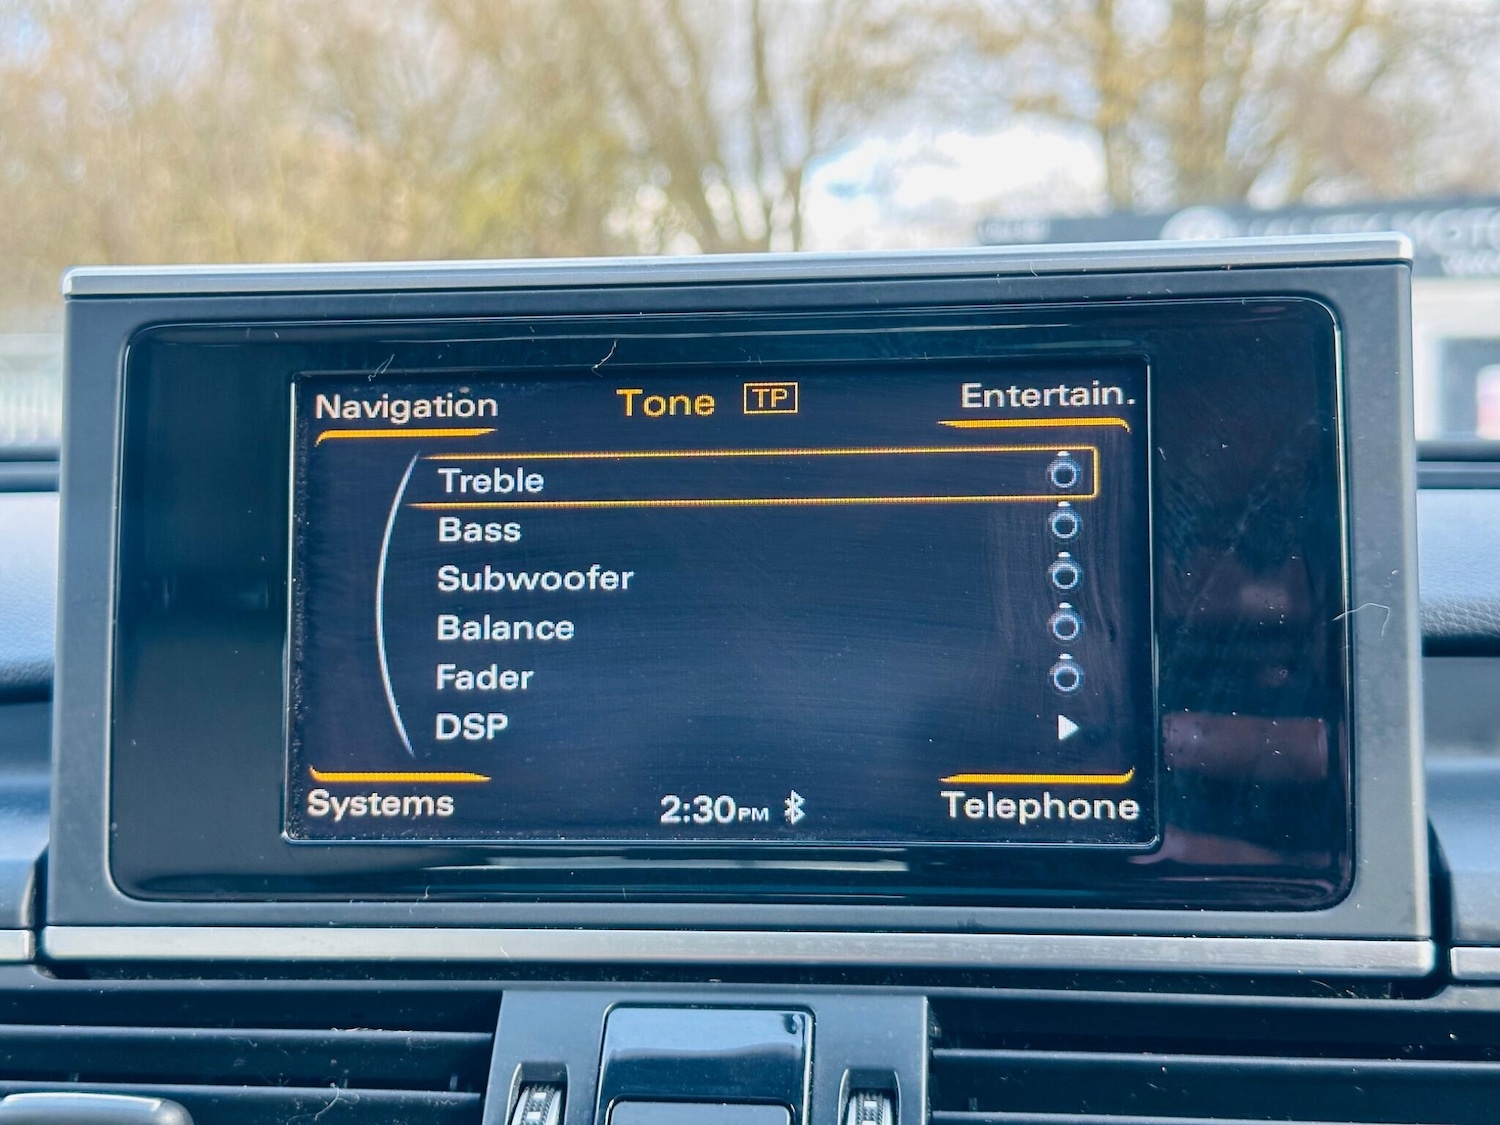 Navigation
Tone TP
Entertain.
Treble
Bass
Subwoofer
Balance
Fader
DSP
Systems
2:30PM
Telephone